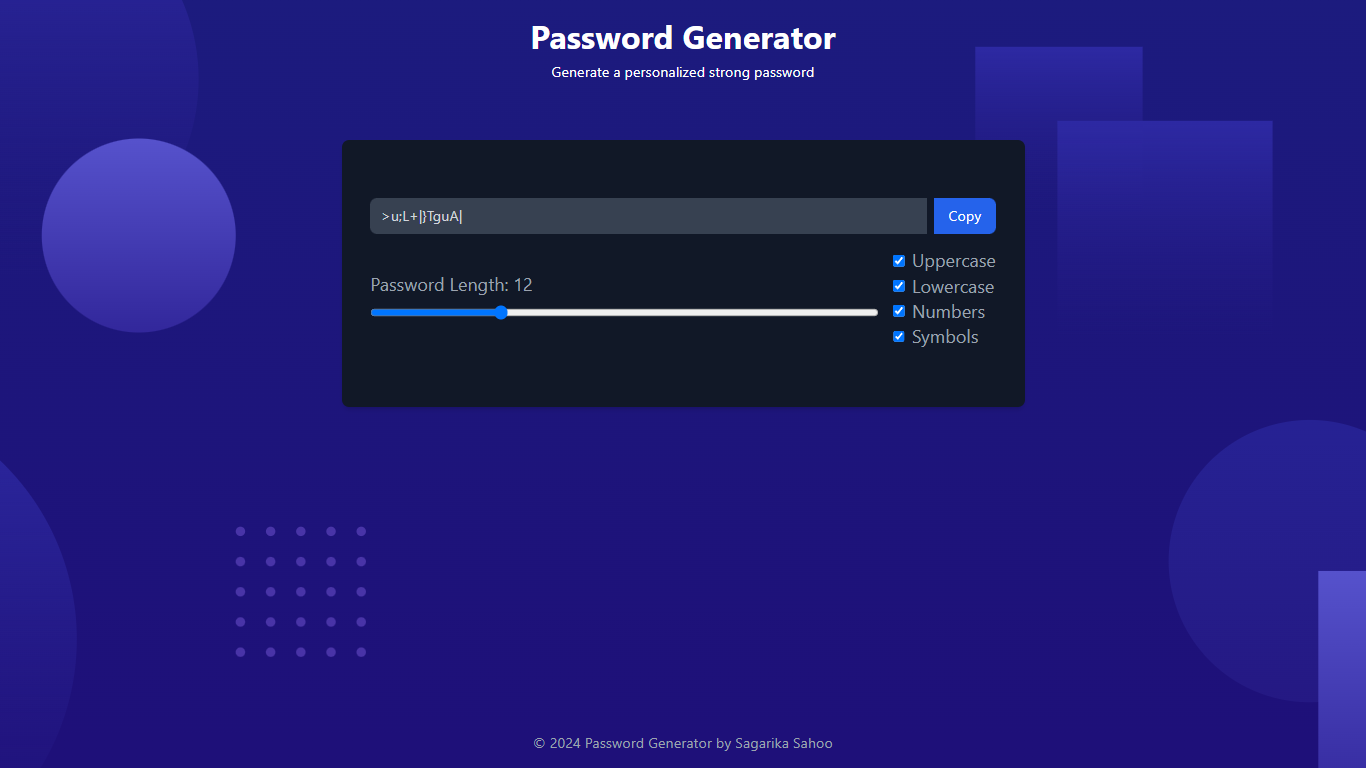 Password Generator
Generate a personalized strong password
>u;L+|}TguA|
Copy
Password Length: 12
Uppercase
Lowercase
Numbers
Symbols
© 2024 Password Generator by Sagarika Sahoo